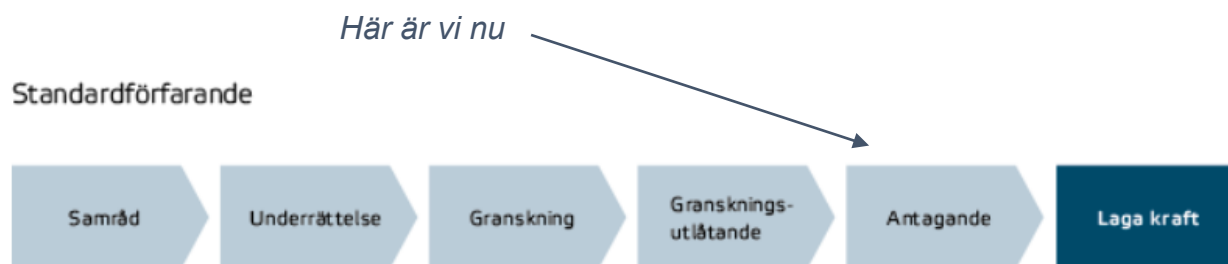 Här är vi nu
Standardförfarande
Samråd
Underrättelse
Granskning
Gransknings-
utlåtande
Antagande
Laga kraft